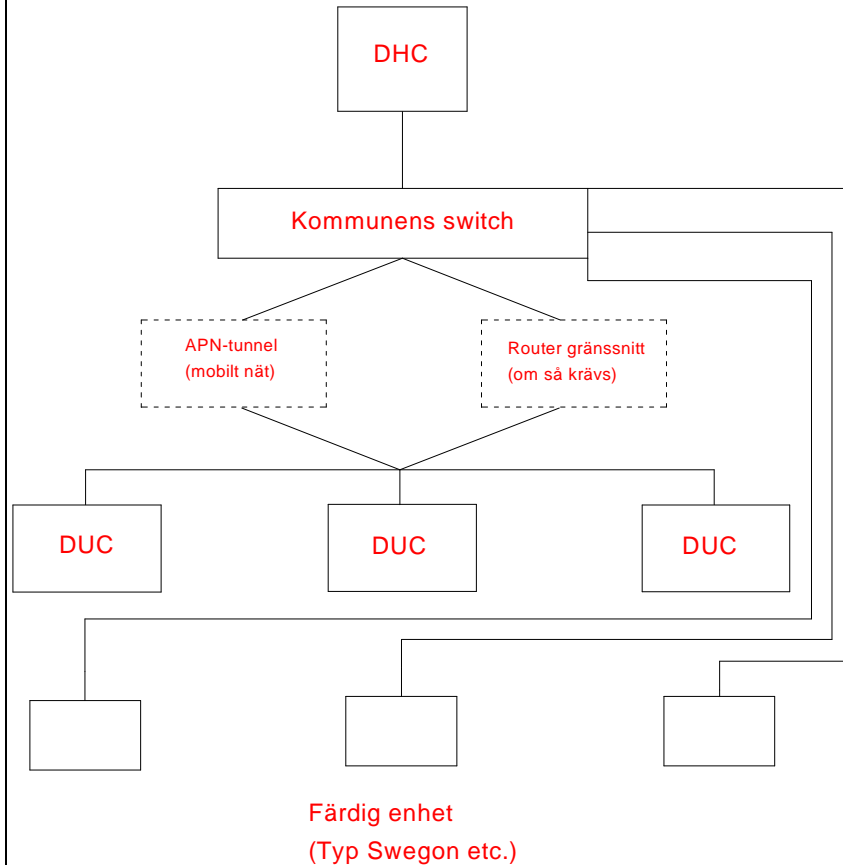 DHC
Kommunens switch
APN-tunnel
(mobilt nät)
Router gränssnitt
(om så krävs)
DUC
DUC
DUC
Färdig enhet
(Typ Swegon etc.)